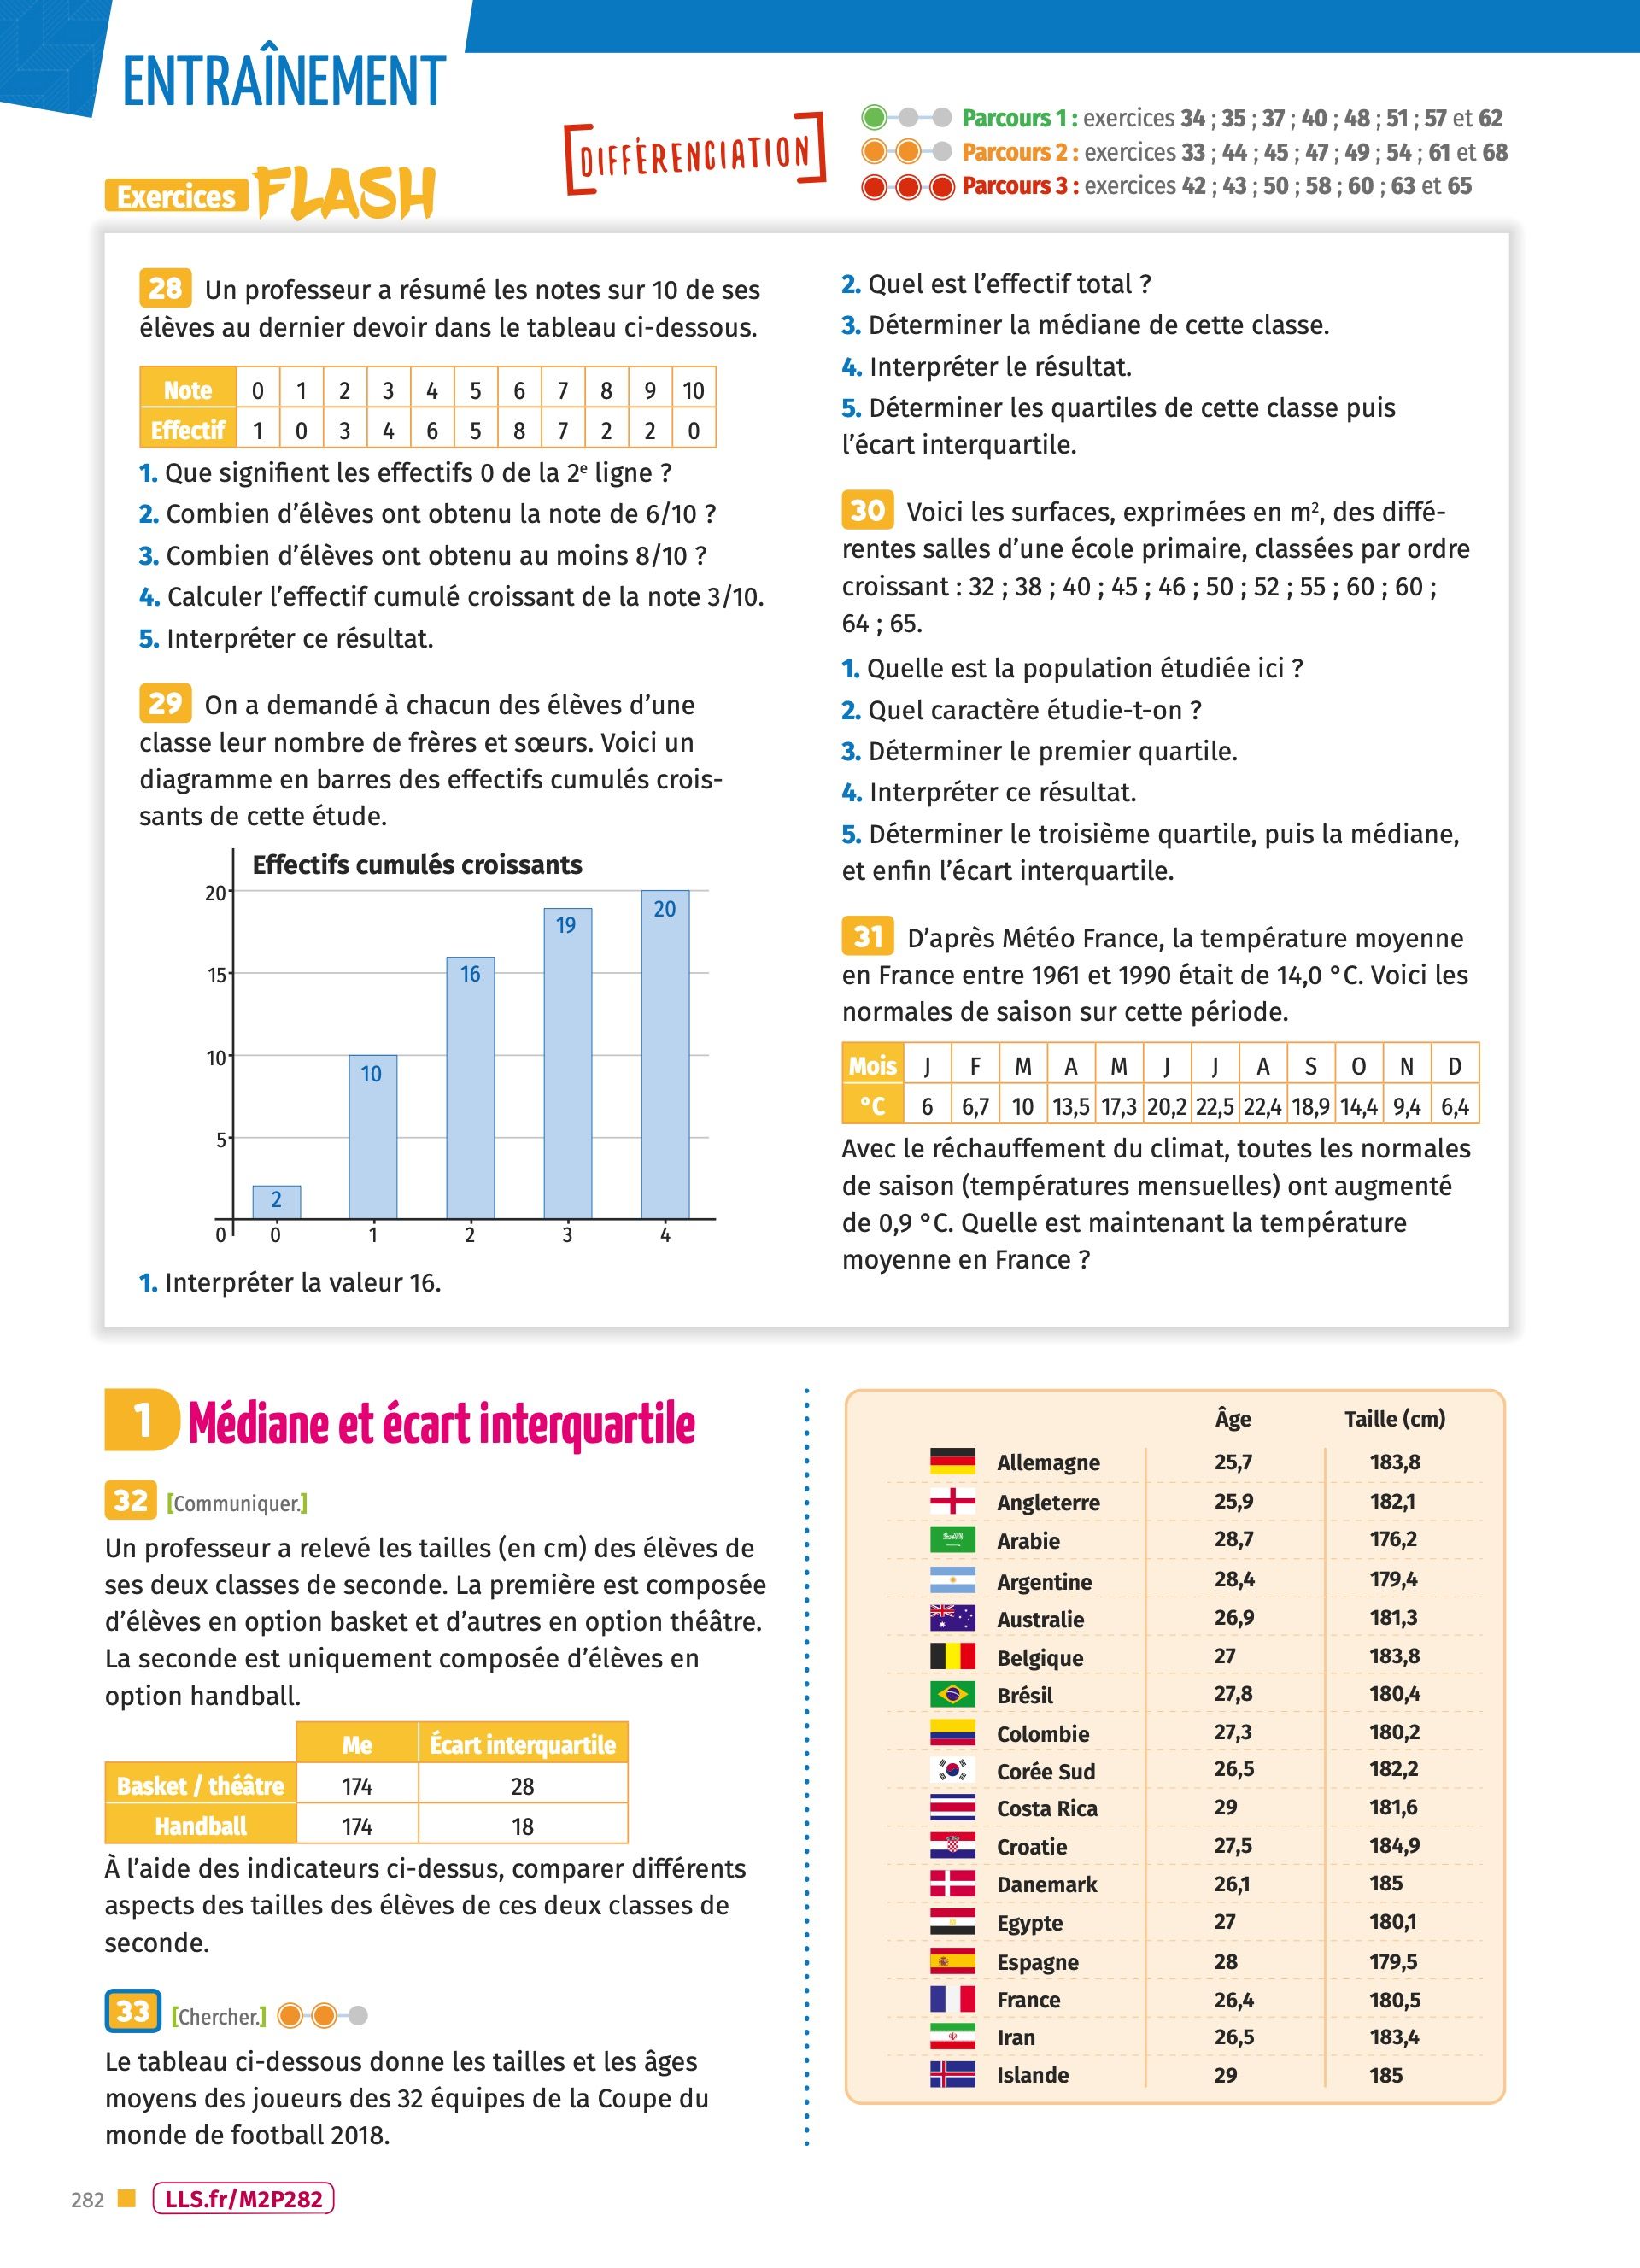 ENTRAÎNEMENT
DIFFÉRENCIATION
Parcours 1 : exercices 34 ; 35 ; 37 ; 40 ; 48 ; 51 ; 57 et 62
Parcours 2 : exercices 33 ; 44 ; 45 ; 47 ; 49 ; 54 ; 61 et 68
Parcours 3 : exercices 42 ; 43 ; 50 ; 58 ; 60 ; 63 et 65
Exercices FLASH
28 Un professeur a résumé les notes sur 10 de ses
élèves au dernier devoir dans le tableau ci-dessous.
Note 0 1 2 3 4 5 6 7 8 9 10
Effectif 1 0 3 4 6 5 8 7 2 2 0
1. Que signifient les effectifs 0 de la 2e ligne ?
2. Combien d'élèves ont obtenu la note de 6/10 ?
3. Combien d'élèves ont obtenu au moins 8/10 ?
4. Calculer l'effectif cumulé croissant de la note 3/10.
5. Interpréter ce résultat.
29 On a demandé à chacun des élèves d'une
classe leur nombre de frères et sœurs. Voici un
diagramme en barres des effectifs cumulés crois-
sants de cette étude.
Effectifs cumulés croissants
20
15
10
5
0
2
10
16
19
20
0 1 2 3 4
1. Interpréter la valeur 16.
2. Quel est l'effectif total ?
3. Déterminer la médiane de cette classe.
4. Interpréter le résultat.
5. Déterminer les quartiles de cette classe puis
l'écart interquartile.
30 Voici les surfaces, exprimées en m², des diffé-
rentes salles d'une école primaire, classées par ordre
croissant : 32 ; 38 ; 40 ; 45 ; 46 ; 50 ; 52 ; 55 ; 60 ; 60 ;
64 ; 65.
1. Quelle est la population étudiée ici ?
2. Quel caractère étudie-t-on ?
3. Déterminer le premier quartile.
4. Interpréter ce résultat.
5. Déterminer le troisième quartile, puis la médiane,
et enfin l'écart interquartile.
31 D'après Météo France, la température moyenne
en France entre 1961 et 1990 était de 14,0 °C. Voici les
normales de saison sur cette période.
Mois J F M A M J J A S O N D
°C 6 6,7 10 13,5 17,3 20,2 22,5 22,4 18,9 14,4 9,4 6,4
Avec le réchauffement du climat, toutes les normales
de saison (températures mensuelles) ont augmenté
de 0,9 °C. Quelle est maintenant la température
moyenne en France ?
1 Médiane et écart interquartile
32 [Communiquer.]
Un professeur a relevé les tailles (en cm) des élèves de
ses deux classes de seconde. La première est composée
d'élèves en option basket et d'autres en option théâtre.
La seconde est uniquement composée d'élèves en
option handball.
Me Écart interquartile
Basket / théâtre 174 28
Handball 174 18
À l'aide des indicateurs ci-dessus, comparer différents
aspects des tailles des élèves de ces deux classes de
seconde.
33 [Chercher.]
Le tableau ci-dessous donne les tailles et les âges
moyens des joueurs des 32 équipes de la Coupe du
monde de football 2018.
Âge Taille (cm)
Allemagne 25,7 183,8
Angleterre 25,9 182,1
Arabie 28,7 176,2
Argentine 28,4 179,4
Australie 26,9 181,3
Belgique 27 183,8
Brésil 27,8 180,4
Colombie 27,3 180,2
Corée Sud 26,5 182,2
Costa Rica 29 181,6
Croatie 27,5 184,9
Danemark 26,1 185
Egypte 27 180,1
Espagne 28 179,5
France 26,4 180,5
Iran 26,5 183,4
Islande 29 185
282 LLS.fr/M2P282